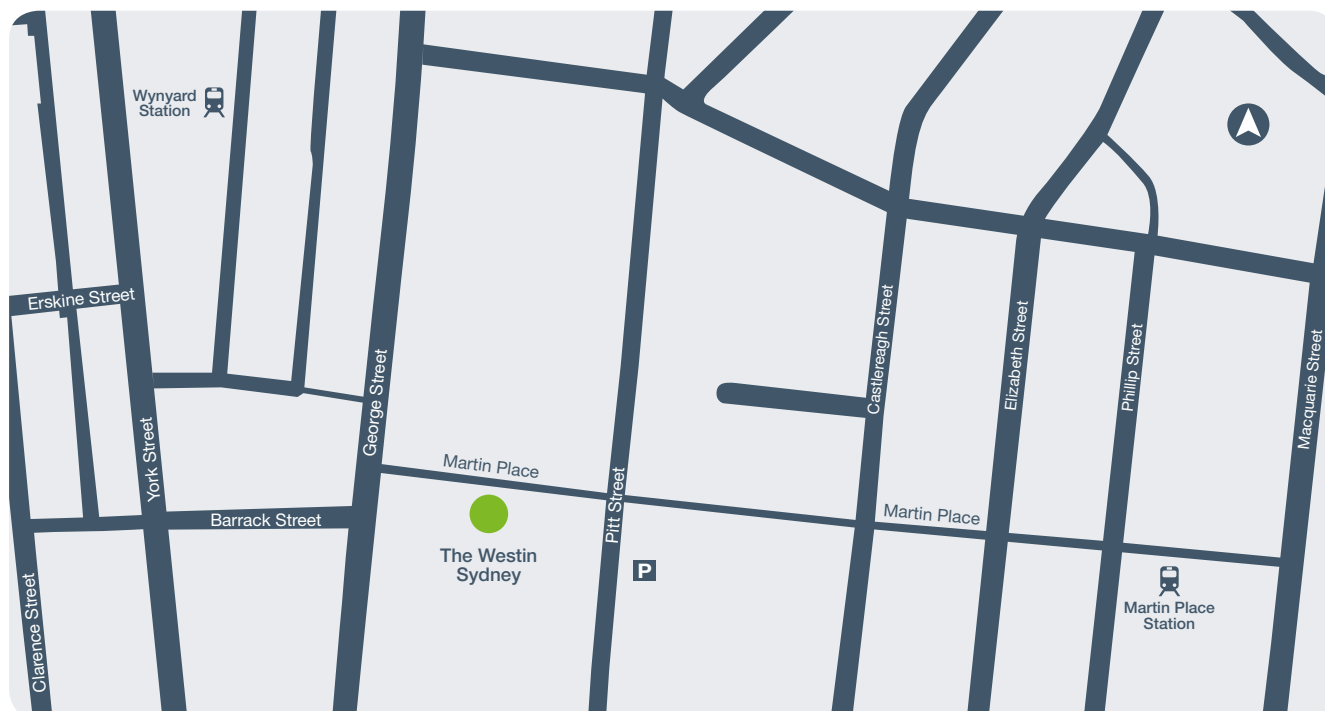 Wynyard
Station
Erskine Street
Castlereagh Street
Elizabeth Street
Phillip Street
Macquarie Street
George Street
York Street
Martin Place
Pitt Street
Martin Place
Barrack Street
The Westin
Sydney
P
Clarence Street
Martin Place
Station